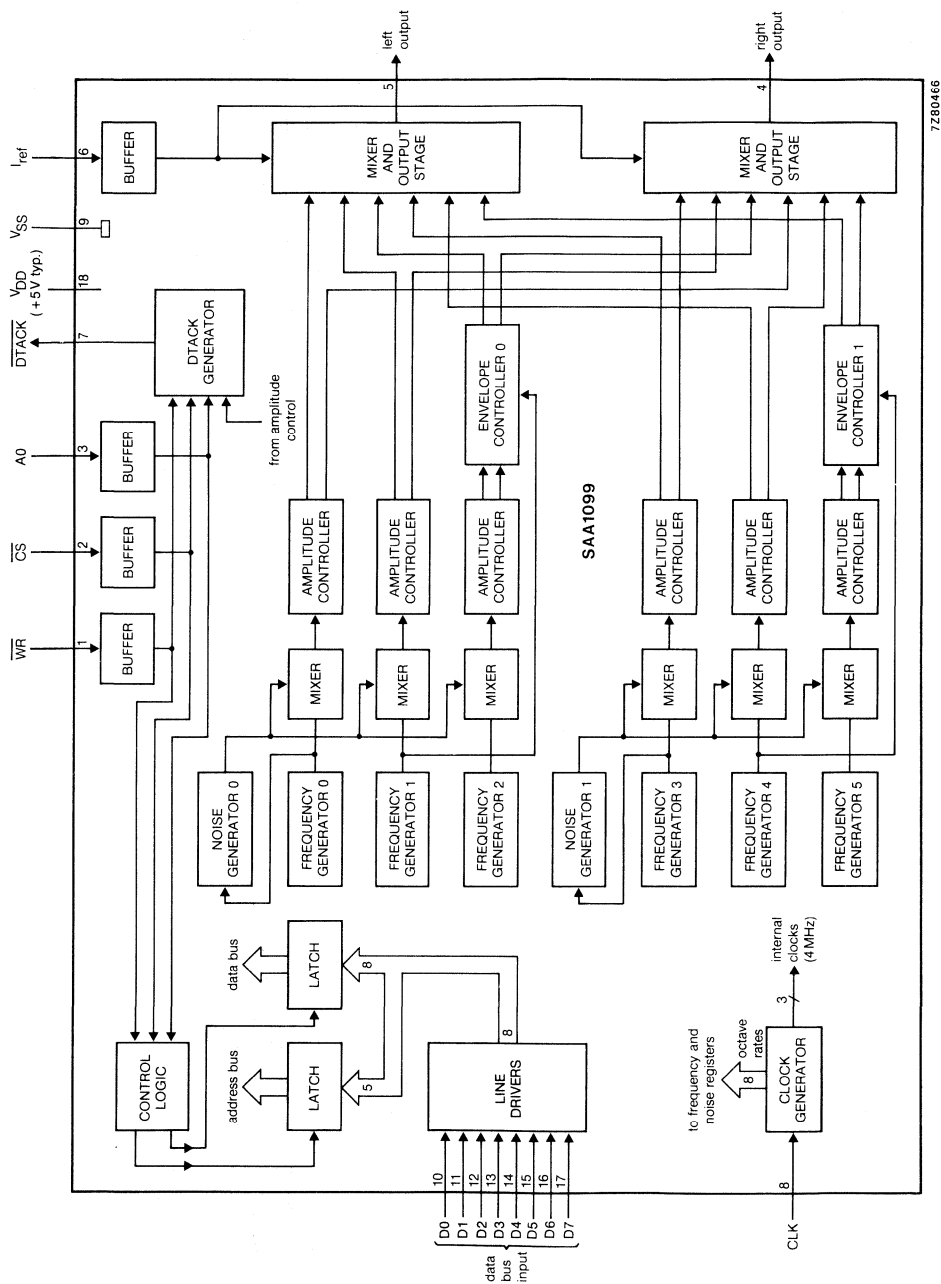 WR
1
BUFFER
CS
2
BUFFER
A0
3
BUFFER
DTACK
7
DTACK
GENERATOR
from amplitude
control
VDD
(+5V typ.)
18
VSS
9
Iref
6
BUFFER
CONTROL
LOGIC
address bus
LATCH
5
data bus
LATCH
8
LINE
DRIVERS
8
D0
10
D1
11
D2
12
D3
13
D4
14
D5
15
D6
16
D7
17
data
bus
input
NOISE
GENERATOR 0
FREQUENCY
GENERATOR 0
MIXER
AMPLITUDE
CONTROLLER
FREQUENCY
GENERATOR 1
MIXER
AMPLITUDE
CONTROLLER
FREQUENCY
GENERATOR 2
MIXER
AMPLITUDE
CONTROLLER
ENVELOPE
CONTROLLER 0
MIXER
AND
OUTPUT
STAGE
5
left
output
SAA1099
NOISE
GENERATOR 1
FREQUENCY
GENERATOR 3
MIXER
AMPLITUDE
CONTROLLER
FREQUENCY
GENERATOR 4
MIXER
AMPLITUDE
CONTROLLER
FREQUENCY
GENERATOR 5
MIXER
AMPLITUDE
CONTROLLER
ENVELOPE
CONTROLLER 1
MIXER
AND
OUTPUT
STAGE
4
right
output
CLK
8
CLOCK
GENERATOR
to frequency and
noise registers
8
octave
rates
3
internal
clocks
(4 MHz)
7Z80466